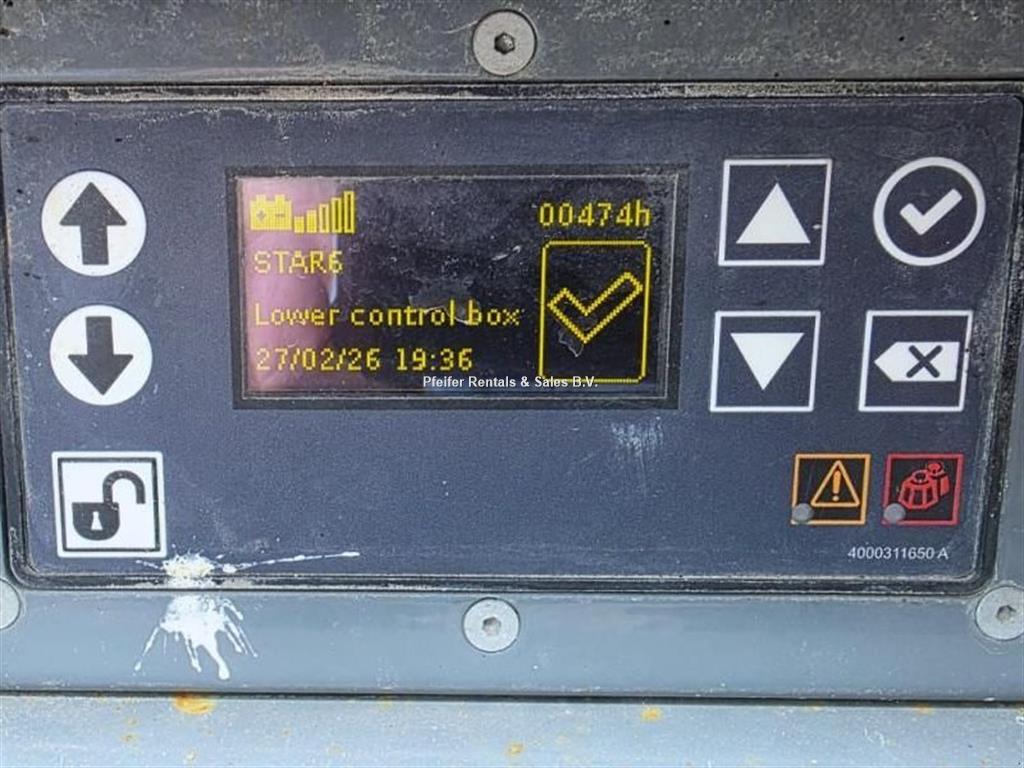 00474h
STAR6
Lower control box
27/02/26 19:36
Pfeifer Rentals & Sales B.V.
4000311650 A